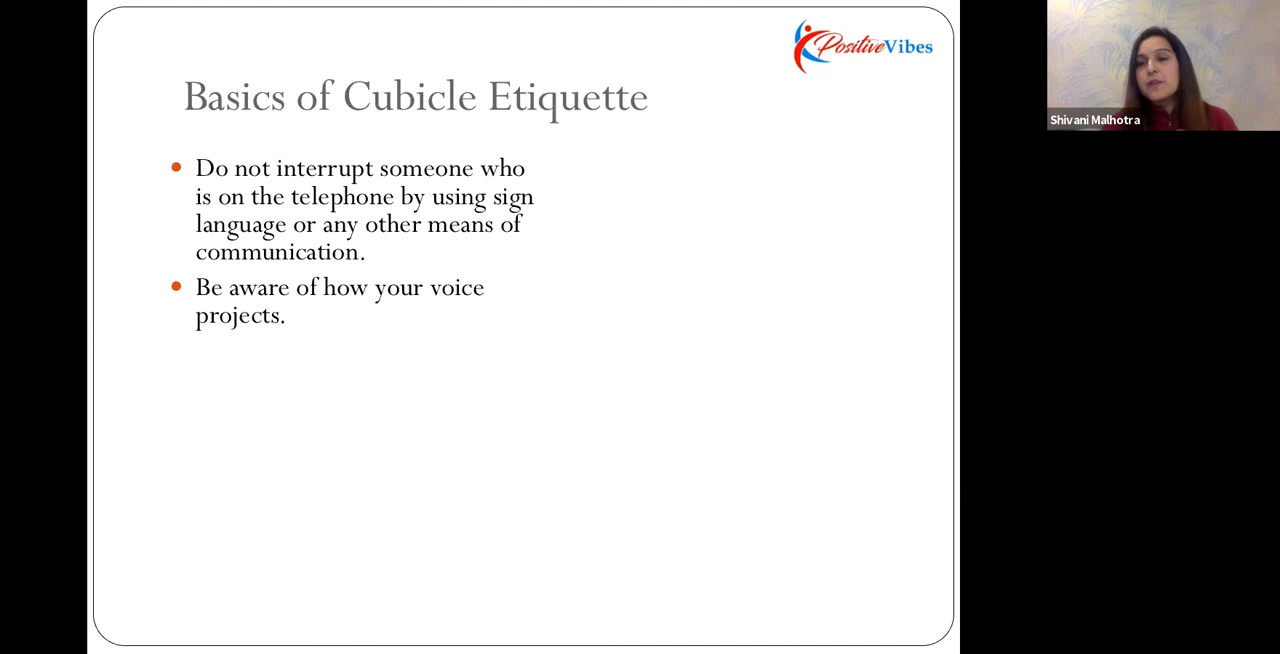 PositiveVibes
Shivani Malhotra
Basics of Cubicle Etiquette
• Do not interrupt someone who
is on the telephone by using sign
language or any other means of
communication.
• Be aware of how your voice
projects.